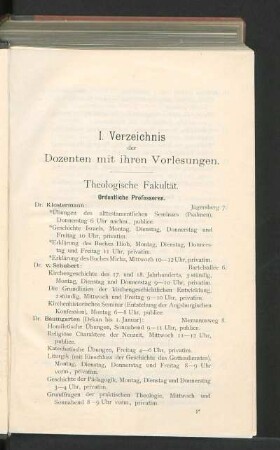 I. Verzeichnis
der
Dozenten mit ihren Vorlesungen.
Theologische Fakultät.
Ordentliche Professoren.
Dr. Klostermann: Jägersberg 7.
*Übungen des alttestamentlichen Seminars (Psalmen),
Donnerstag 6 Uhr nachm., publice.
*Geschichte Israels, Montag, Dienstag, Donnerstag und
Freitag 10 Uhr, privatim.
*Erklärung des Buches Hiob, Montag, Dienstag, Donnerstag
und Freitag 11 Uhr, privatim.
*Erklärung des Buches Micha, Mittwoch 10—12 Uhr, privatim.
Dr. v. Schubert:
Kirchengeschichte des 17. und 18. Jahrhunderts, 4stündig,
Montag, Dienstag und Donnerstag 9—10 Uhr, privatim.
Die Grundlinien der kirchengeschichtlichen Entwicklung,
2stündig, Mittwoch und Freitag 9—10 Uhr, privatim.
Kirchenhistorisches Seminar (Entstehung der Augsburgischen
Konfession), Montag 6—8 Uhr, publice.
Dr. Baumgarten (Dekan bis 1. Januar): Niemannsweg 8.
Homiletische Übungen, Sonnabend 9—11 Uhr, publice.
Religiöse Charaktere der Neuzeit, Mittwoch 11—12 Uhr,
publice.
Katechetische Übungen, Freitag 4—6 Uhr, privatim.
Liturgik (mit Einschluss der Geschichte des Gottesdienstes),
Montag, Dienstag, Donnerstag und Freitag 8—9 Uhr
vorm., privatim.
Geschichte der Pädagogik, Montag, Dienstag und Donnerstag
3—4 Uhr, privatim.
Grundfragen der praktischen Theologie, Mittwoch und
Sonnabend 8—9 Uhr vorm., privatim.
1*